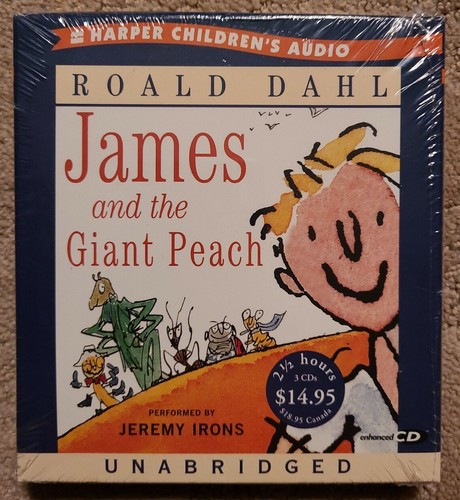 HARPER CHILDREN'S AUDIO
ROALD DAHL
James
and the
Giant Peach
2½ hours
3 CDs
$14.95
$18.95 Canada
PERFORMED BY
JEREMY IRONS
enhanced CD
UNABRIDGED